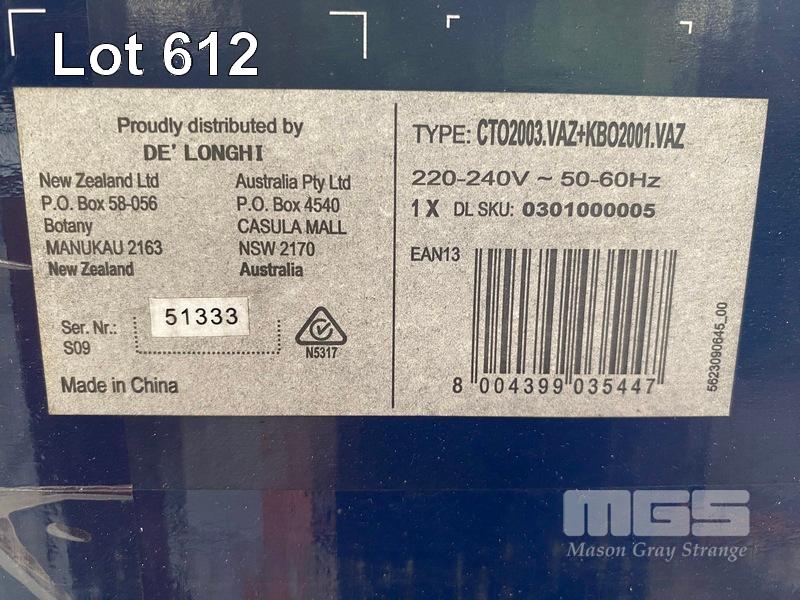 Lot 612
Proudly distributed by
DE' LONGHI
New Zealand Ltd
P.O. Box 58-056
Botany
MANUKAU 2163
New Zealand
Australia Pty Ltd
P.O. Box 4540
CASULA MALL
NSW 2170
Australia
Ser. Nr.:
S09
51333
N5317
Made in China
TYPE: CTO2003.VAZ+KBO2001.VAZ
220-240V ~ 50-60Hz
1 X DL SKU: 0301000005
EAN13
8 004399 035447
5623090645_00
MGS
Mason Gray Strange